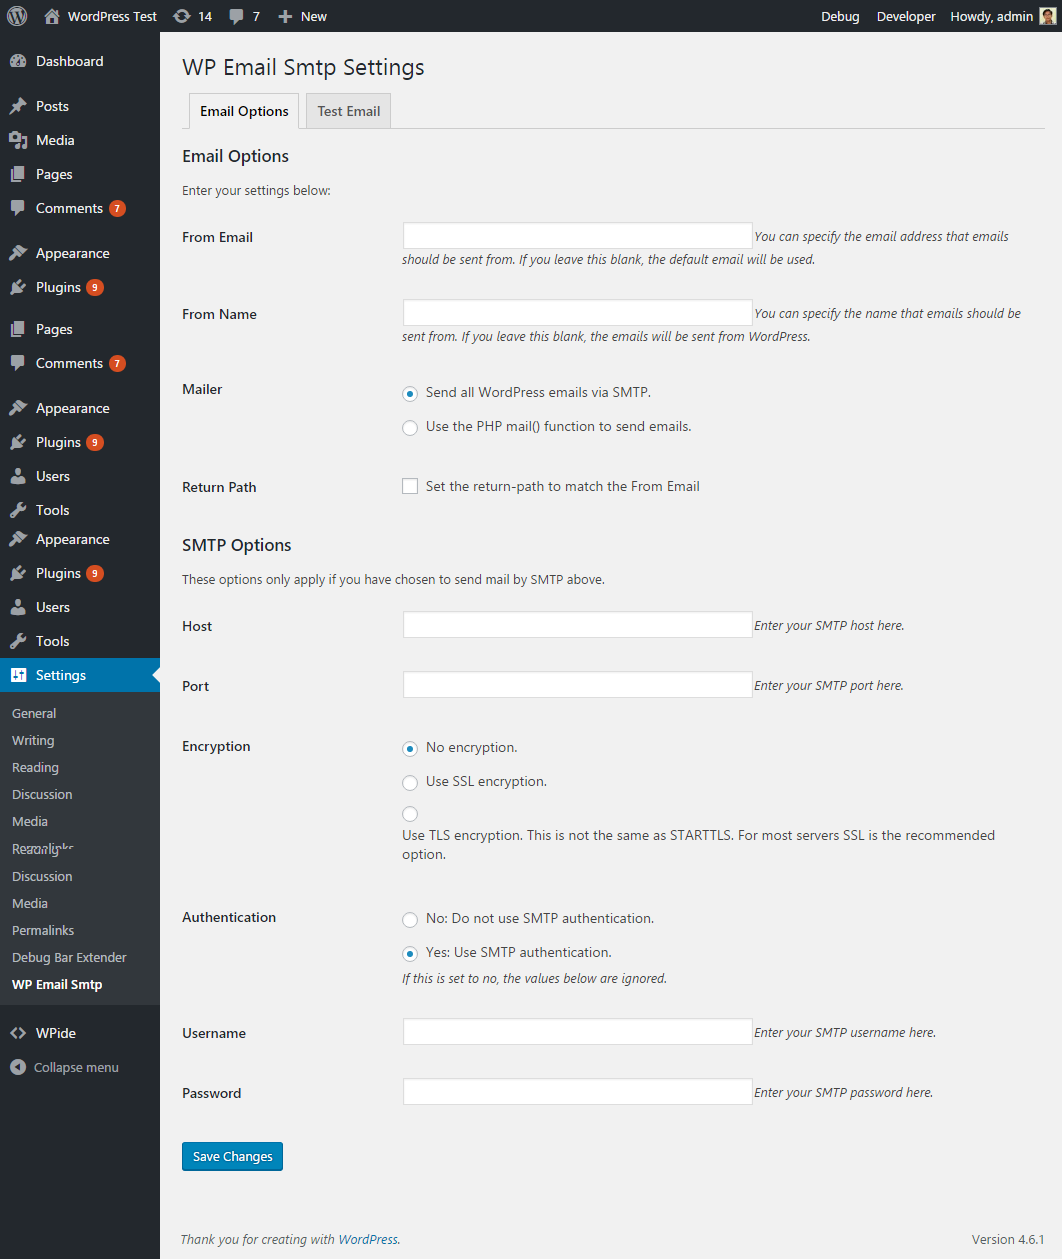 WordPress Test 14 7 New Debug Developer Howdy, admin
Dashboard
Posts
Media
Pages
Comments 7
Appearance
Plugins 9
Pages
Comments 7
Appearance
Plugins 9
Users
Tools
Appearance
Plugins 9
Users
Tools
Settings
General
Writing
Reading
Discussion
Media
Discussion
Media
Permalinks
Debug Bar Extender
WP Email Smtp
WPide
Collapse menu
WP Email Smtp Settings
Email Options Test Email
Email Options
Enter your settings below:
From Email You can specify the email address that emails
should be sent from. If you leave this blank, the default email will be used.
From Name You can specify the name that emails should be
sent from. If you leave this blank, the emails will be sent from WordPress.
Mailer Send all WordPress emails via SMTP.
Use the PHP mail() function to send emails.
Return Path Set the return-path to match the From Email
SMTP Options
These options only apply if you have chosen to send mail by SMTP above.
Host Enter your SMTP host here.
Port Enter your SMTP port here.
Encryption No encryption.
Use SSL encryption.
Use TLS encryption. This is not the same as STARTTLS. For most servers SSL is the recommended
option.
Authentication No: Do not use SMTP authentication.
Yes: Use SMTP authentication.
If this is set to no, the values below are ignored.
Username Enter your SMTP username here.
Password Enter your SMTP password here.
Save Changes
Thank you for creating with WordPress. Version 4.6.1